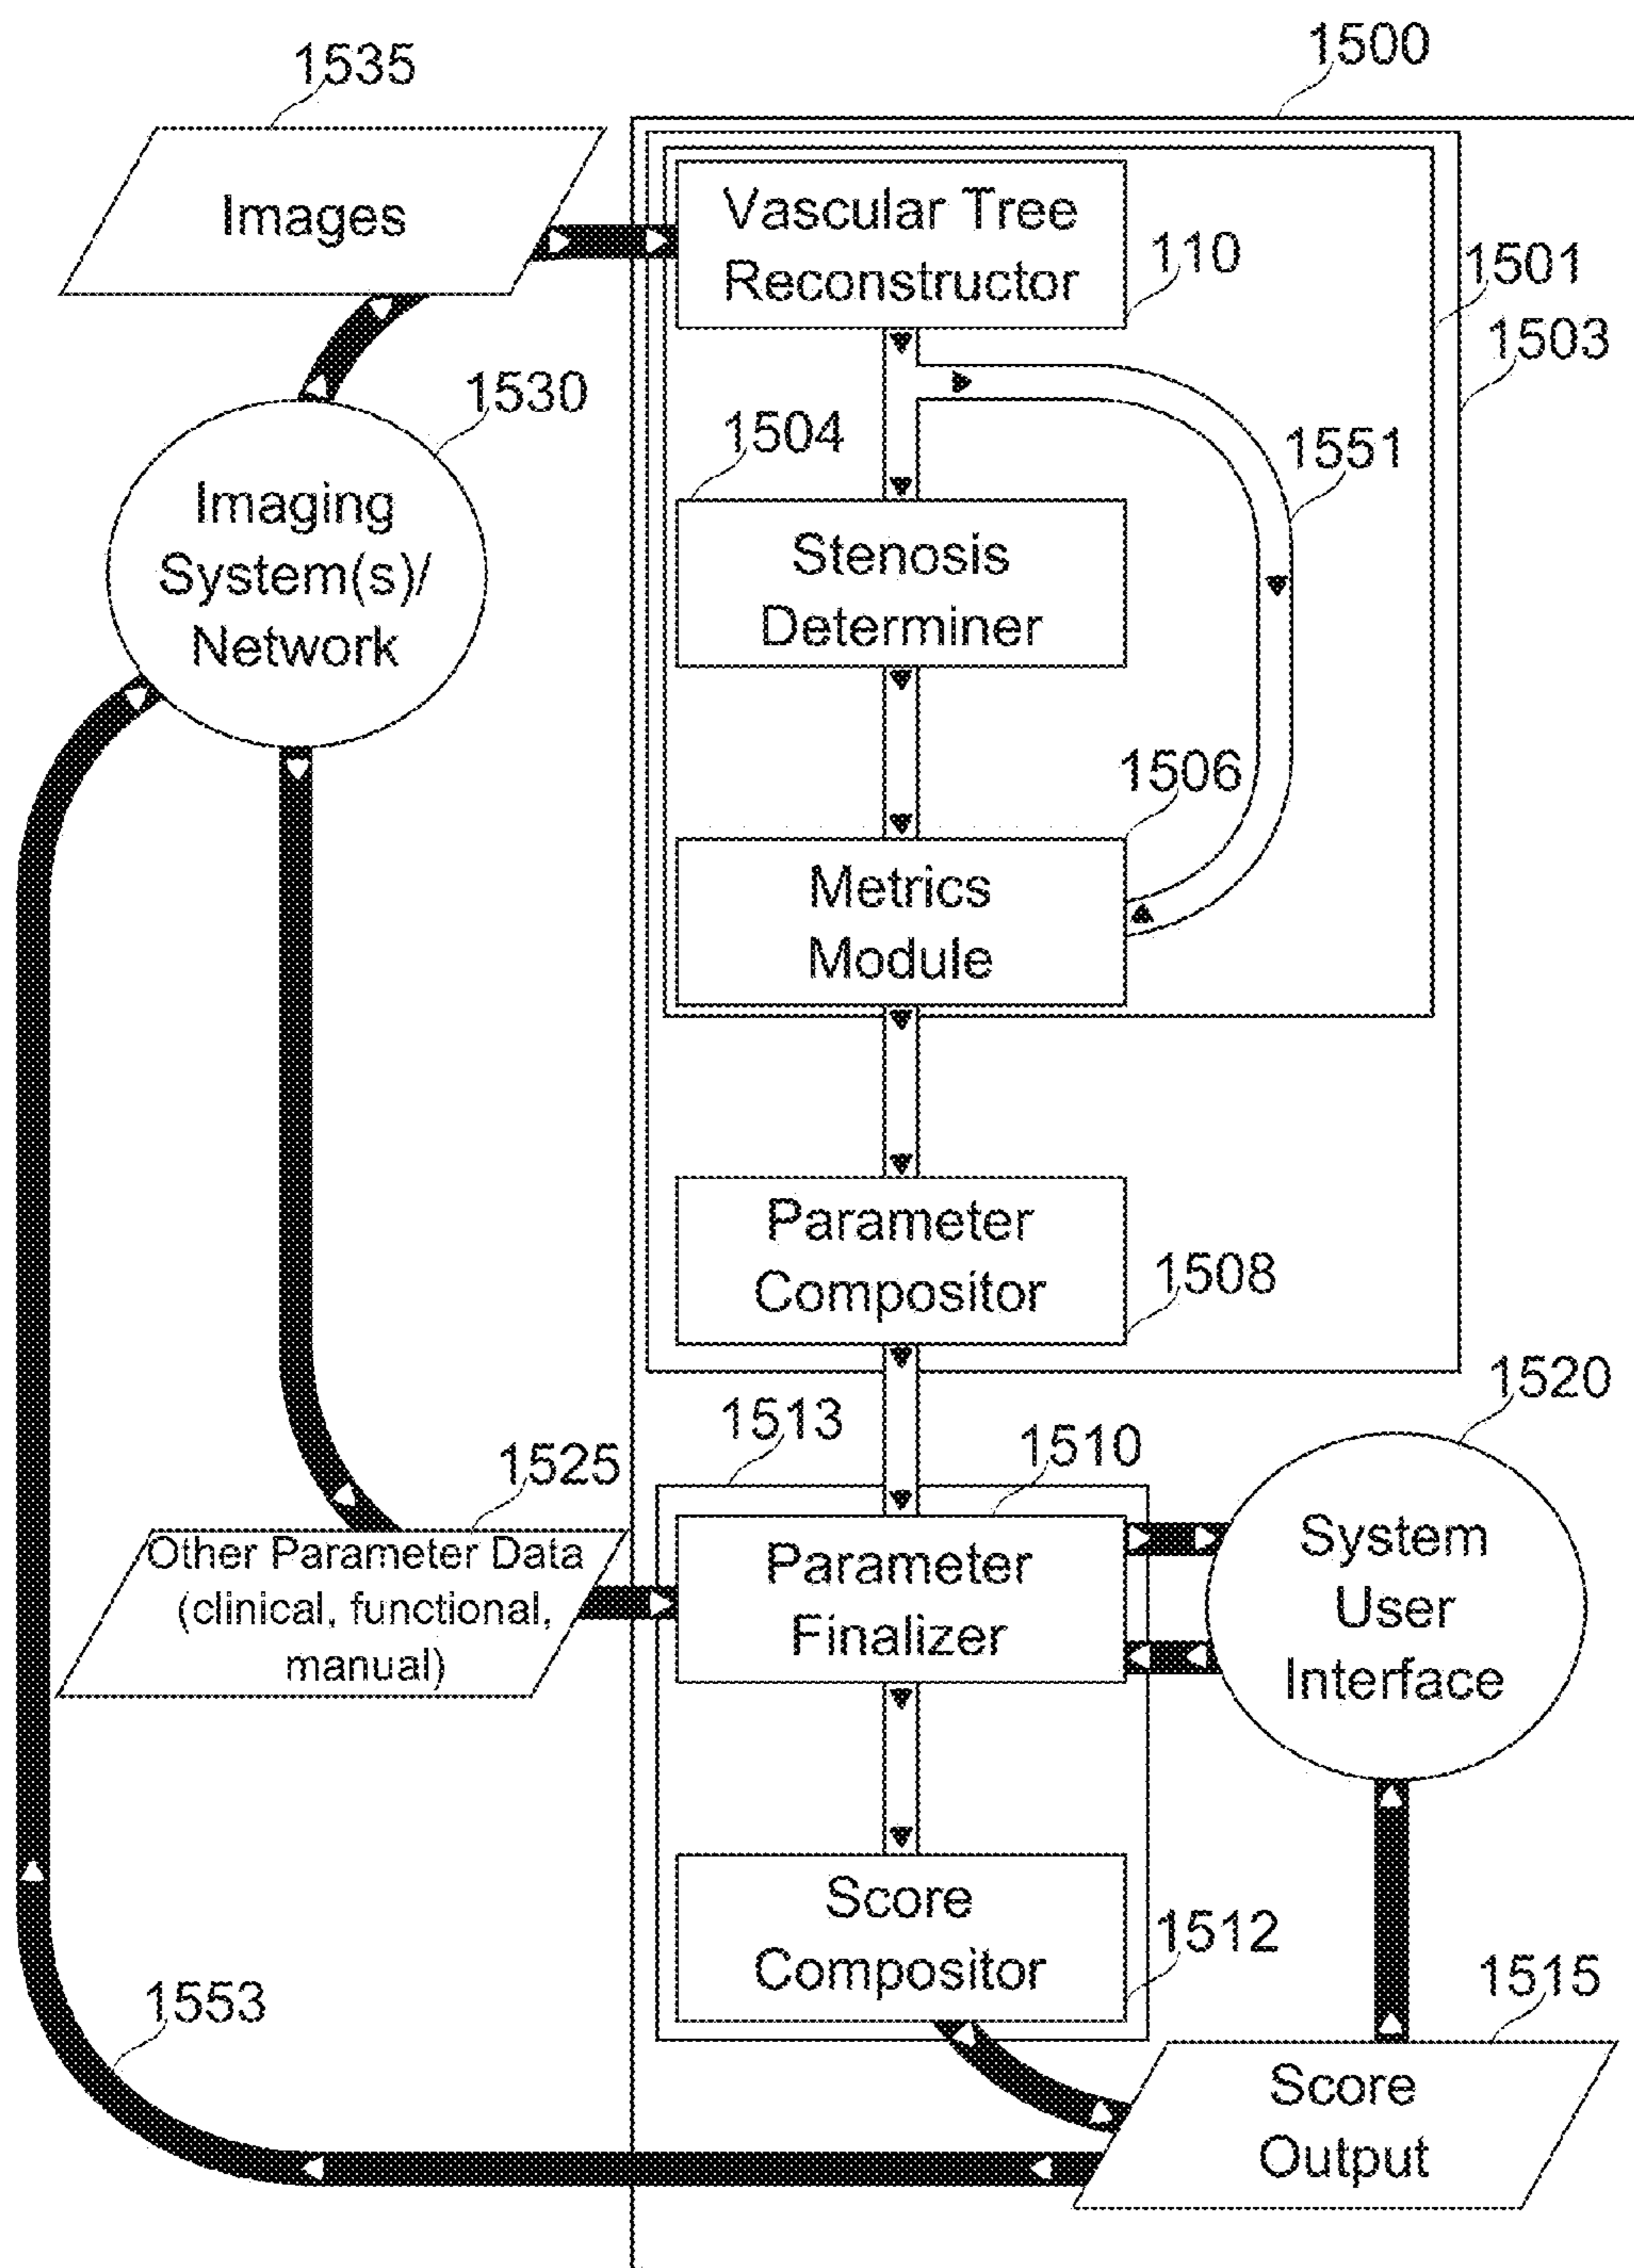 1500
1535
Images
Vascular Tree
Reconstructor
110
1501
1503
1530
Imaging
System(s)/
Network
1504
1551
Stenosis
Determiner
1506
Metrics
Module
Parameter
Compositor
1508
1513
1510
1520
1525
Other Parameter Data
(clinical, functional,
manual)
Parameter
Finalizer
System
User
Interface
Score
Compositor
1512
1515
1553
Score
Output